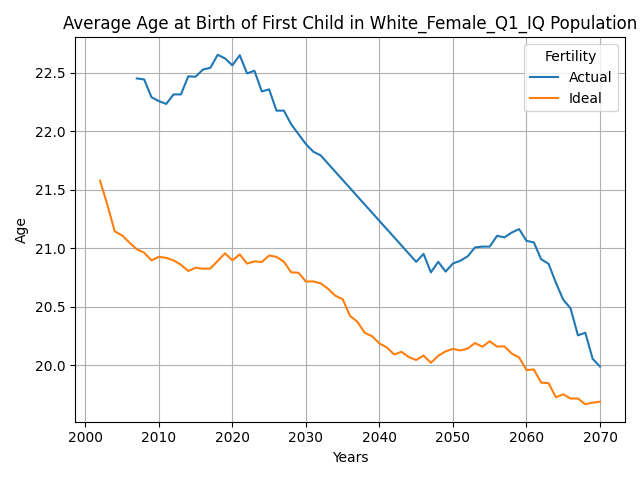 Average Age at Birth of First Child in White_Female_Q1_IQ Population
Fertility
Actual
Ideal
Age
22.5
22.0
21.5
21.0
20.5
20.0
2000 2010 2020 2030 2040 2050 2060 2070
Years